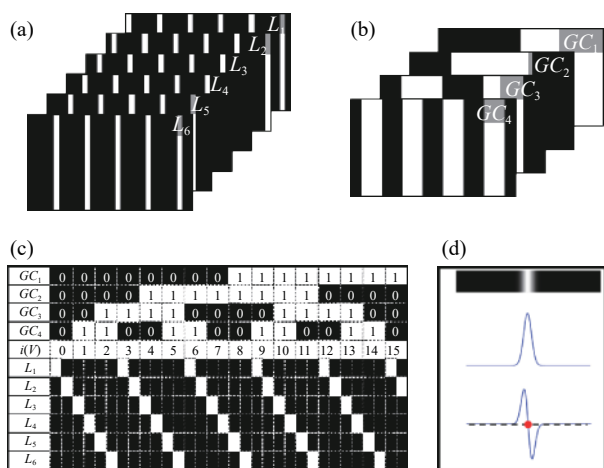 (a)
L₁
L₂
L₃
L₄
L₅
L₆
(b)
GC₁
GC₂
GC₃
GC₄
(c)
GC₁ 0 0 0 0 0 0 0 0 1 1 1 1 1 1 1 1
GC₂ 0 0 0 0 1 1 1 1 1 1 1 1 0 0 0 0
GC₃ 0 0 1 1 1 1 0 0 0 0 1 1 1 1 0 0
GC₄ 0 1 1 0 0 1 1 0 0 1 1 0 0 1 1 0
i(V) 0 1 2 3 4 5 6 7 8 9 10 11 12 13 14 15
L₁
L₂
L₃
L₄
L₅
L₆
(d)